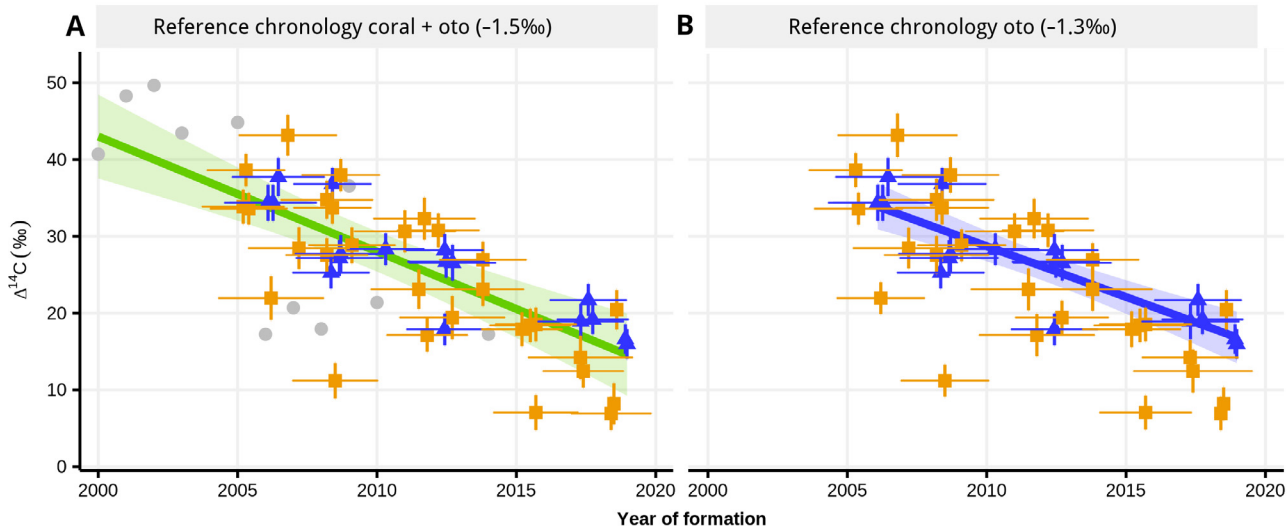 A Reference chronology coral + oto (−1.5‰)
B Reference chronology oto (−1.3‰)
Δ¹⁴C (‰)
50
40
30
20
10
0
2000 2005 2010 2015 2020
2000 2005 2010 2015 2020
Year of formation